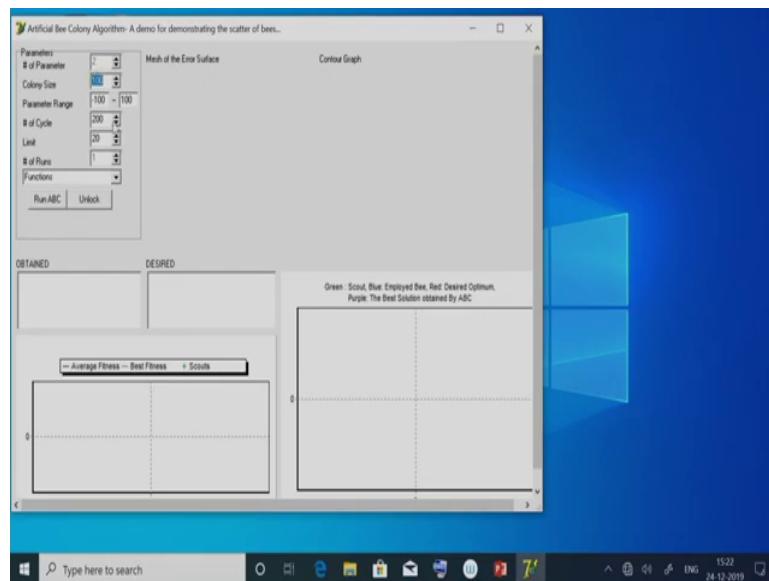 Artificial Bee Colony Algorithm- A demo for demonstrating the scatter of bees...
Parameters
# of Parameter 2
Colony Size 100
Parameter Range -100 - 100
# of Cycle 200
Limit 20
# of Runs 1
Functions
Run ABC Unlock
Mesh of the Error Surface
Contour Graph
OBTAINED
DESIRED
Green : Scout, Blue: Employed Bee, Red: Desired Optimum,
Purple: The Best Solution obtained By ABC
0
Average Fitness Best Fitness + Scouts
0
Type here to search
ENG
15:22
24-12-2019